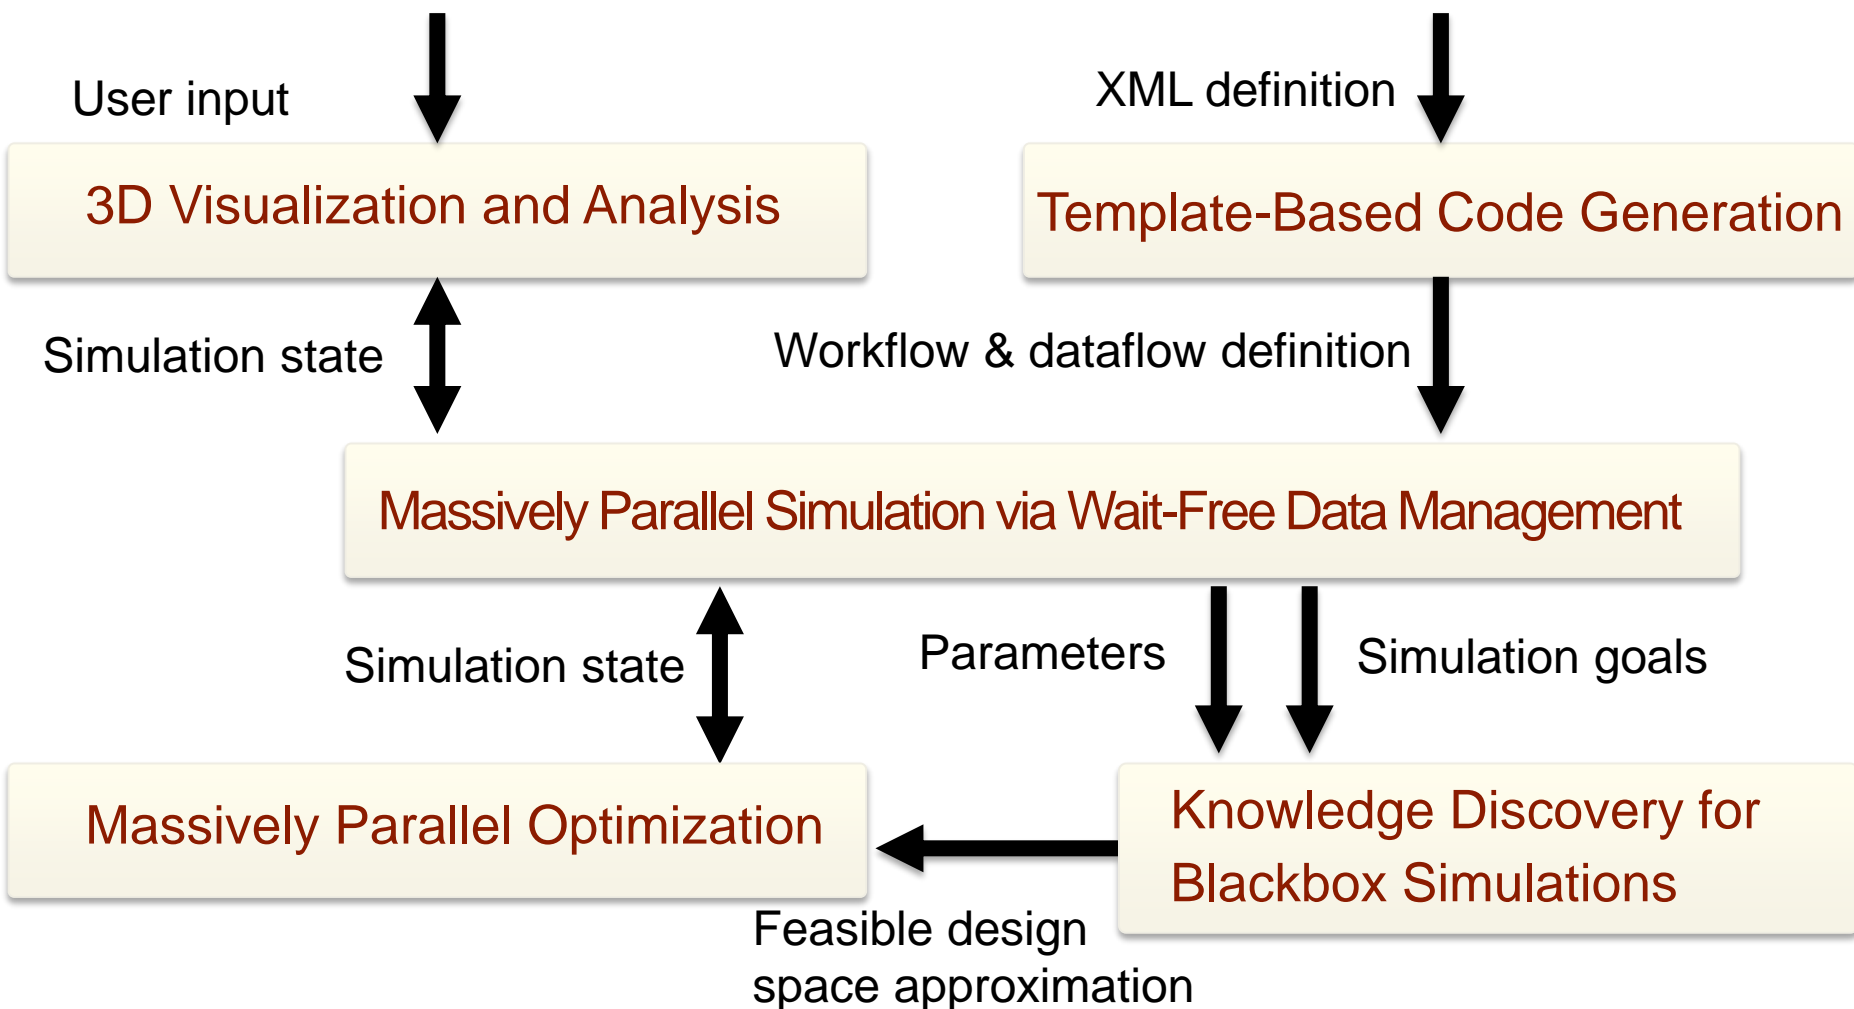 User input
XML definition
3D Visualization and Analysis
Template-Based Code Generation
Simulation state
Workflow & dataflow definition
Massively Parallel Simulation via Wait-Free Data Management
Simulation state
Parameters
Simulation goals
Massively Parallel Optimization
Knowledge Discovery for
Blackbox Simulations
Feasible design
space approximation